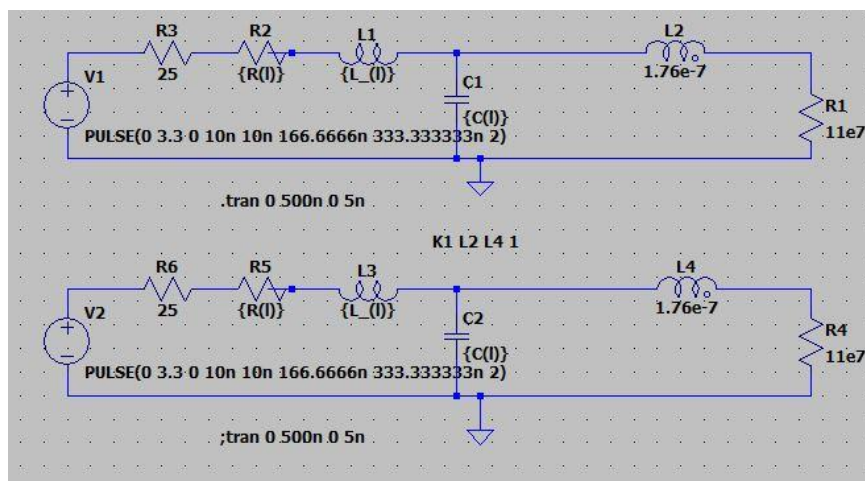 R3
R2
L1
L2
V1
25
{R(l)}
{L_(l)}
C1
1.76e-7
R1
{C(l)}
11e7
PULSE(0 3.3 0 10n 10n 166.6666n 333.333333n 2)
.tran 0 500n 0 5n
K1 L2 L4 1
R6
R5
L3
L4
V2
25
{R(l)}
{L_(l)}
C2
1.76e-7
R4
{C(l)}
11e7
PULSE(0 3.3 0 10n 10n 166.6666n 333.333333n 2)
;tran 0 500n 0 5n